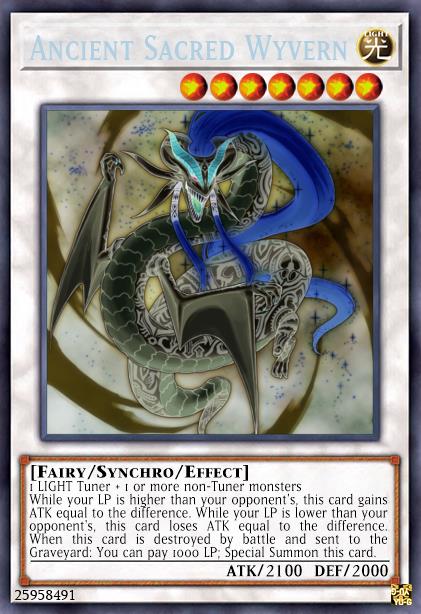 Ancient Sacred Wyvern
LIGHT
光
[Fairy/Synchro/Effect]
1 LIGHT Tuner + 1 or more non-Tuner monsters
While your LP is higher than your opponent's, this card gains
ATK equal to the difference. While your LP is lower than your
opponent's, this card loses ATK equal to the difference.
When this card is destroyed by battle and sent to the
Graveyard: You can pay 1000 LP; Special Summon this card.
ATK/2100 DEF/2000
25958491